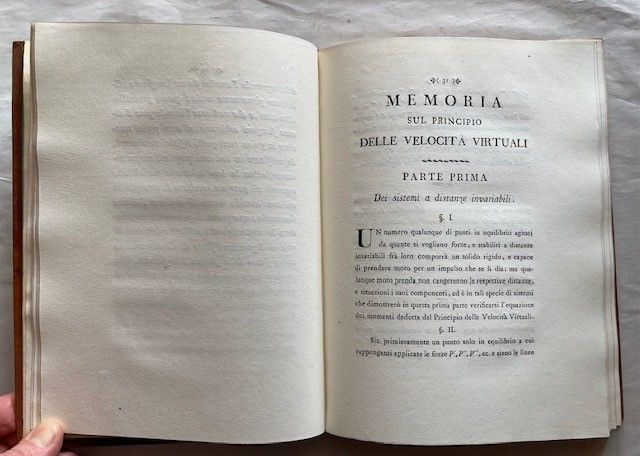 ( 31 )
MEMORIA
SUL PRINCIPIO
DELLE VELOCITÀ VIRTUALI
PARTE PRIMA
Dei sistemi a distanze invariabili.
§. I.
UN numero qualunque di punti in equilibrio agitati
da quante si vogliano forze, e stabiliti a distanze
invariabili frà loro comporrà un solido rigido, e capace
di prendere moto per un impulso che se li dia; ma qua-
lunque moto prenda non cangeranno le respettive distanze,
e situazioni i suoi componenti, ed è in tali specie di sistemi
che dimostrerò in questa prima parte verificarsi l'equazione
dei momenti dedotta dal Principio delle Velocità Virtuali.
§. II.
Sia primieramente un punto solo in equilibrio a cui
suppongansi applicate le forze P', P'', P''', ec. e sieno le linee